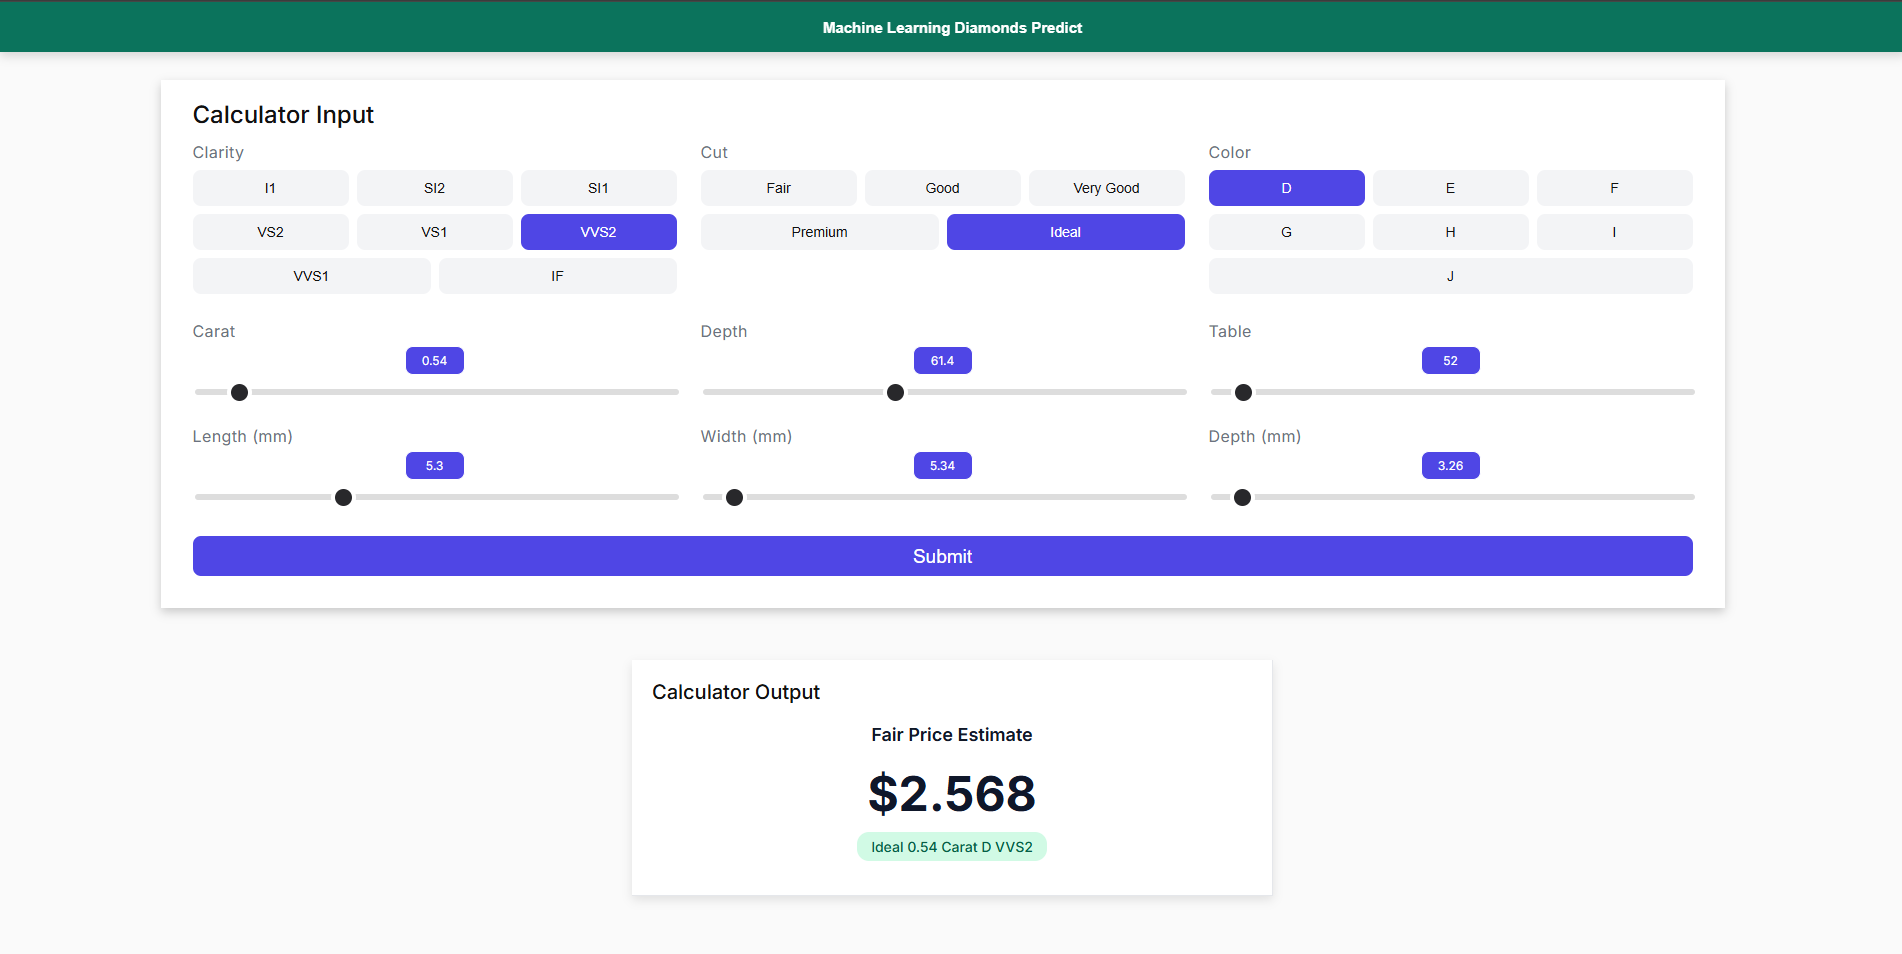 Machine Learning Diamonds Predict
Calculator Input
Clarity
I1 SI2 SI1
VS2 VS1 VVS2
VVS1 IF
Cut
Fair Good Very Good
Premium Ideal
Color
D E F
G H I
J
Carat
0.54
Depth
61.4
Table
52
Length (mm)
5.3
Width (mm)
5.34
Depth (mm)
3.26
Submit
Calculator Output
Fair Price Estimate
$2.568
Ideal 0.54 Carat D VVS2